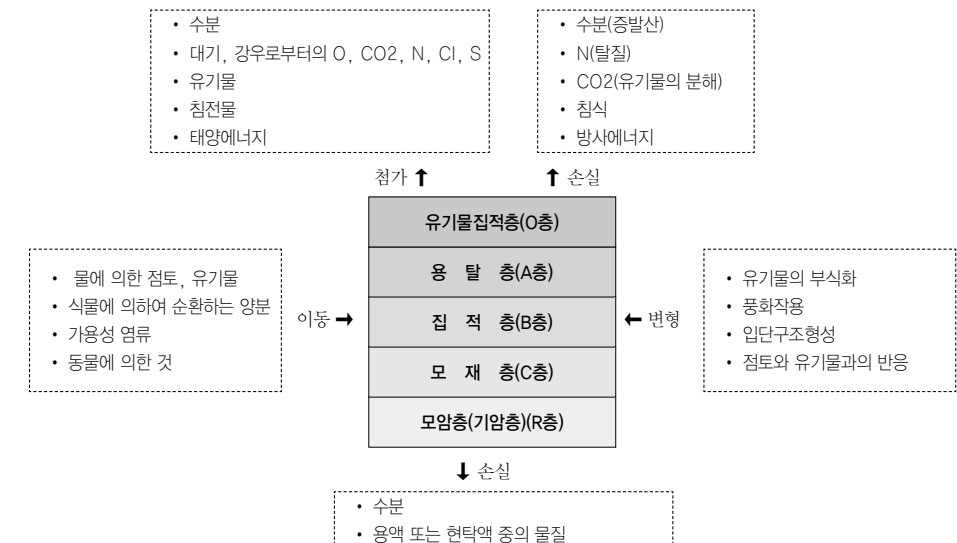 • 수분
• 대기, 강우로부터의 O, CO2, N, Cl, S
• 유기물
• 침전물
• 태양에너지
• 수분(증발산)
• N(탈질)
• CO2(유기물의 분해)
• 침식
• 방사에너지
첨가 ↑
↑ 손실
유기물집적층(O층)
용 탈 층(A층)
집 적 층(B층)
모 재 층(C층)
모암층(기암층)(R층)
• 물에 의한 점토, 유기물
• 식물에 의하여 순환하는 양분
• 가용성 염류
• 동물에 의한 것
이동 →
← 변형
• 유기물의 부식화
• 풍화작용
• 입단구조형성
• 점토와 유기물과의 반응
↓ 손실
• 수분
• 용액 또는 현탁액 중의 물질